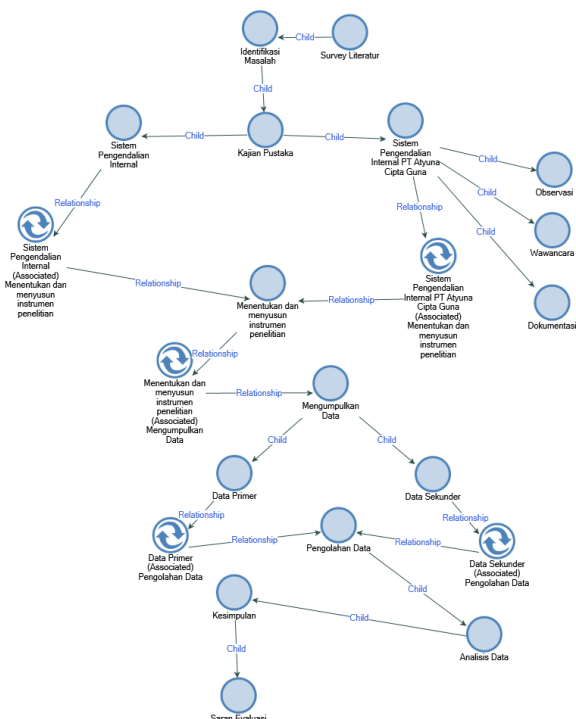 Identifikasi
Masalah
Child
Survey Literatur
Child
Sistem
Pengendalian
Internal
Child
Kajian Pustaka
Child
Sistem
Pengendalian
Internal PT Atyuna
Cipta Guna
Child
Observasi
Child
Wawancara
Child
Dokumentasi
Relationship
Relationship
Sistem
Pengendalian
Internal
(Associated)
Menentukan dan
menyusun
instrumen
penelitian
Relationship
Menentukan dan
menyusun
instrumen
penelitian
Relationship
Sistem
Pengendalian
Internal PT Atyuna
Cipta Guna
(Associated)
Menentukan dan
menyusun
instrumen
penelitian
Relationship
Menentukan dan
menyusun
instrumen
penelitian
(Associated)
Mengumpulkan
Data
Relationship
Mengumpulkan
Data
Child
Child
Data Primer
Data Sekunder
Relationship
Relationship
Data Primer
(Associated)
Pengolahan Data
Relationship
Pengolahan Data
Relationship
Data Sekunder
(Associated)
Pengolahan Data
Child
Kesimpulan
Child
Analisis Data
Child
Saran Evaluasi